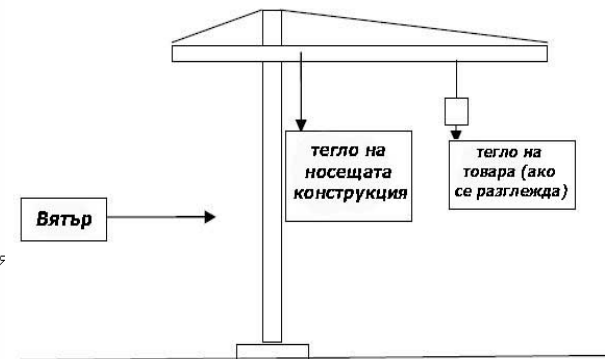 тегло на
носещата
конструкция
тегло на
товара (ако
се разглежда)
Вятър